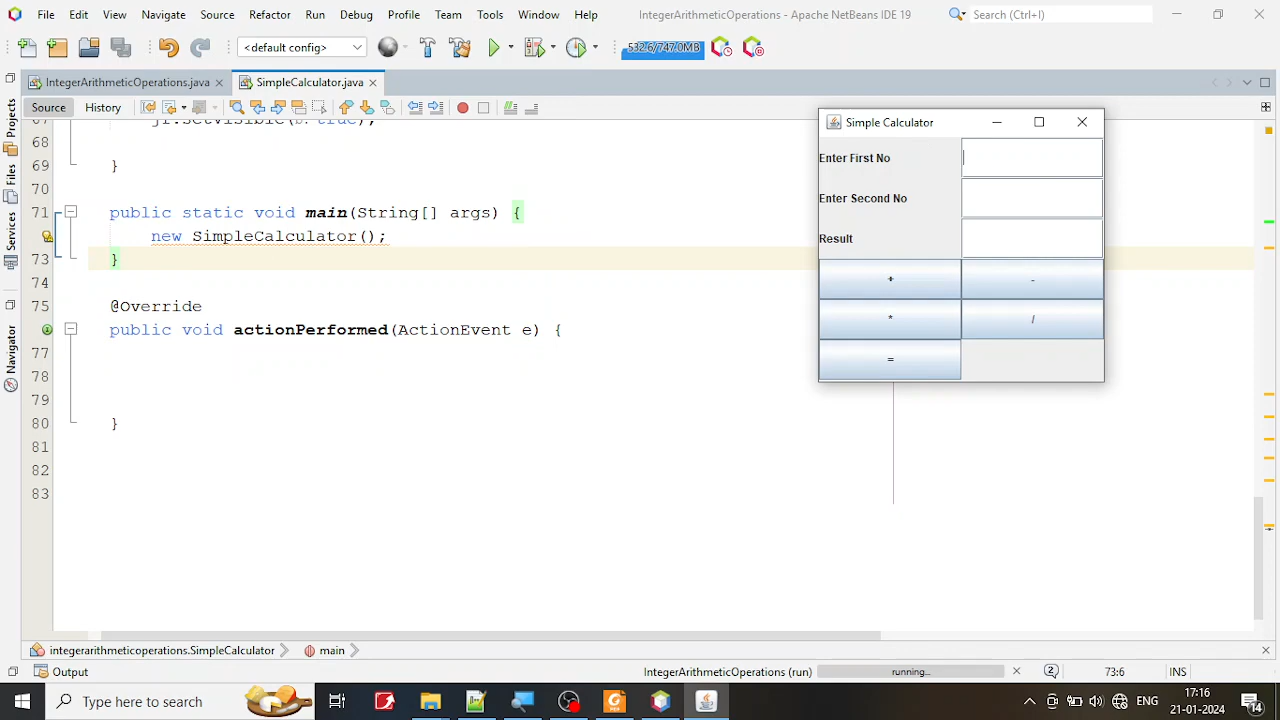 File Edit View Navigate Source Refactor Run Debug Profile Team Tools Window Help
IntegerArithmeticOperations - Apache NetBeans IDE 19
Search (Ctrl+I)
<default config>
532.6/747.0MB
IntegerArithmeticOperations.java
SimpleCalculator.java
Source History
Projects
Files
Services
Navigator
68
69 }
70
71 public static void main(String[] args) {
new SimpleCalculator();
73 }
74
75 @Override
public void actionPerformed(ActionEvent e) {
77
78
79
80 }
81
82
83
Simple Calculator
Enter First No
Enter Second No
Result
+ -
* /
=
integerarithmeticoperations.SimpleCalculator main
Output
IntegerArithmeticOperations (run)
running...
2
73:6
INS
Type here to search
ENG
17:16
21-01-2024
14